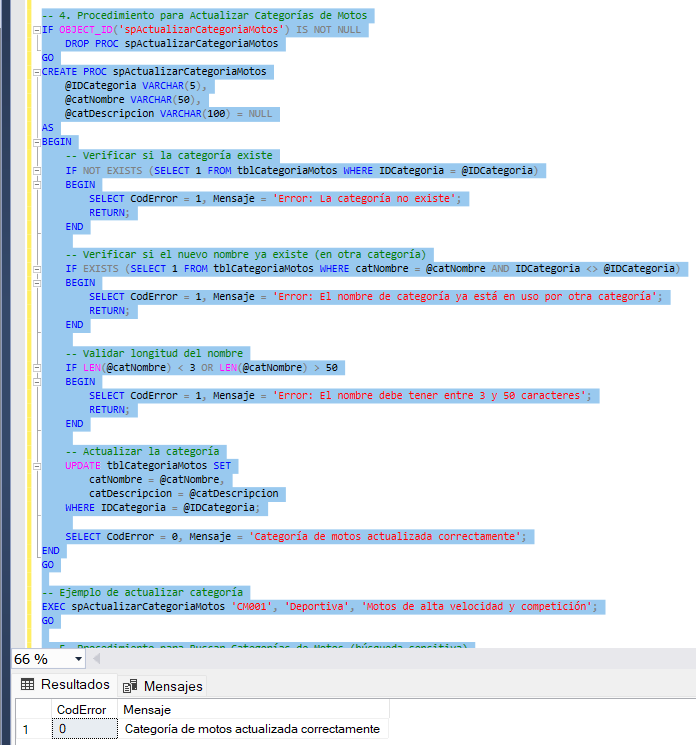 -- 4. Procedimiento para Actualizar Categorías de Motos
IF OBJECT_ID('spActualizarCategoriaMotos') IS NOT NULL
    DROP PROC spActualizarCategoriaMotos
GO
CREATE PROC spActualizarCategoriaMotos
    @IDCategoria VARCHAR(5),
    @catNombre VARCHAR(50),
    @catDescripcion VARCHAR(100) = NULL
AS
BEGIN
    -- Verificar si la categoría existe
    IF NOT EXISTS (SELECT 1 FROM tblCategoriaMotos WHERE IDCategoria = @IDCategoria)
    BEGIN
        SELECT CodError = 1, Mensaje = 'Error: La categoría no existe';
        RETURN;
    END
    -- Verificar si el nuevo nombre ya existe (en otra categoría)
    IF EXISTS (SELECT 1 FROM tblCategoriaMotos WHERE catNombre = @catNombre AND IDCategoria <> @IDCategoria)
    BEGIN
        SELECT CodError = 1, Mensaje = 'Error: El nombre de categoría ya está en uso por otra categoría';
        RETURN;
    END
    -- Validar longitud del nombre
    IF LEN(@catNombre) < 3 OR LEN(@catNombre) > 50
    BEGIN
        SELECT CodError = 1, Mensaje = 'Error: El nombre debe tener entre 3 y 50 caracteres';
        RETURN;
    END
    -- Actualizar la categoría
    UPDATE tblCategoriaMotos SET
        catNombre = @catNombre,
        catDescripcion = @catDescripcion
    WHERE IDCategoria = @IDCategoria;
    SELECT CodError = 0, Mensaje = 'Categoría de motos actualizada correctamente';
END
GO
-- Ejemplo de actualizar categoría
EXEC spActualizarCategoriaMotos 'CM001', 'Deportiva', 'Motos de alta velocidad y competición';
GO
5. Procedimiento para Buscar Categorías de Motos (búsqueda sensitiva)
66 %
Resultados Mensajes
CodError Mensaje
1 0 Categoría de motos actualizada correctamente